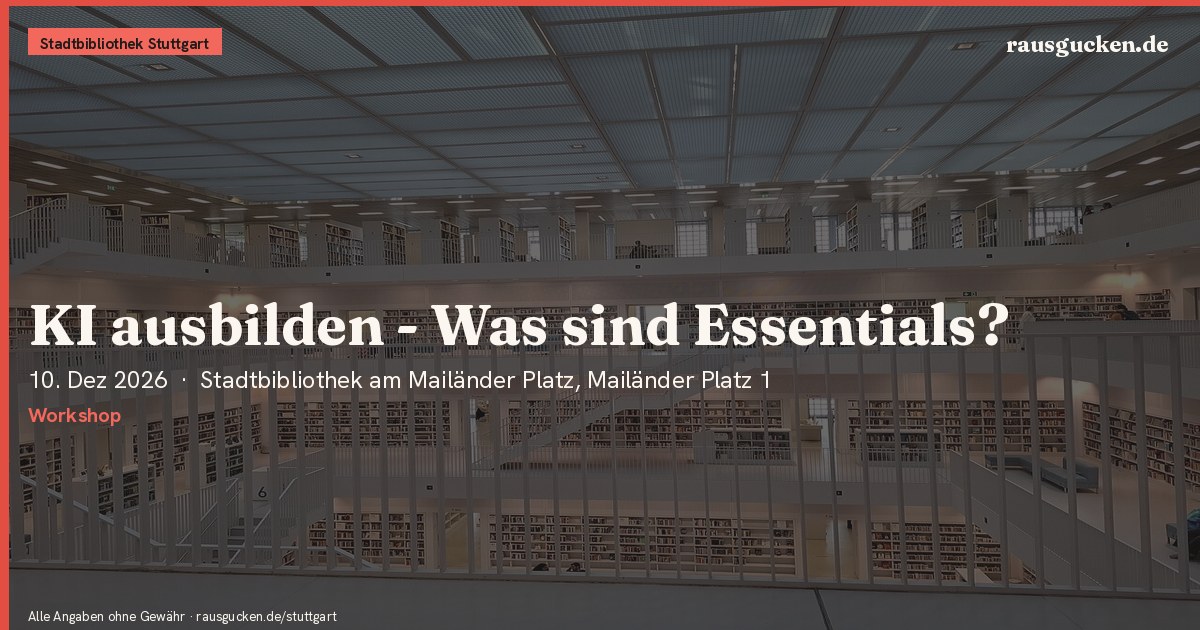 Stadtbibliothek Stuttgart
rausgucken.de
KI ausbilden - Was sind Essentials?
10. Dez 2026 · Stadtbibliothek am Mailänder Platz, Mailänder Platz 1
Workshop
6
Alle Angaben ohne Gewähr · rausgucken.de/stuttgart